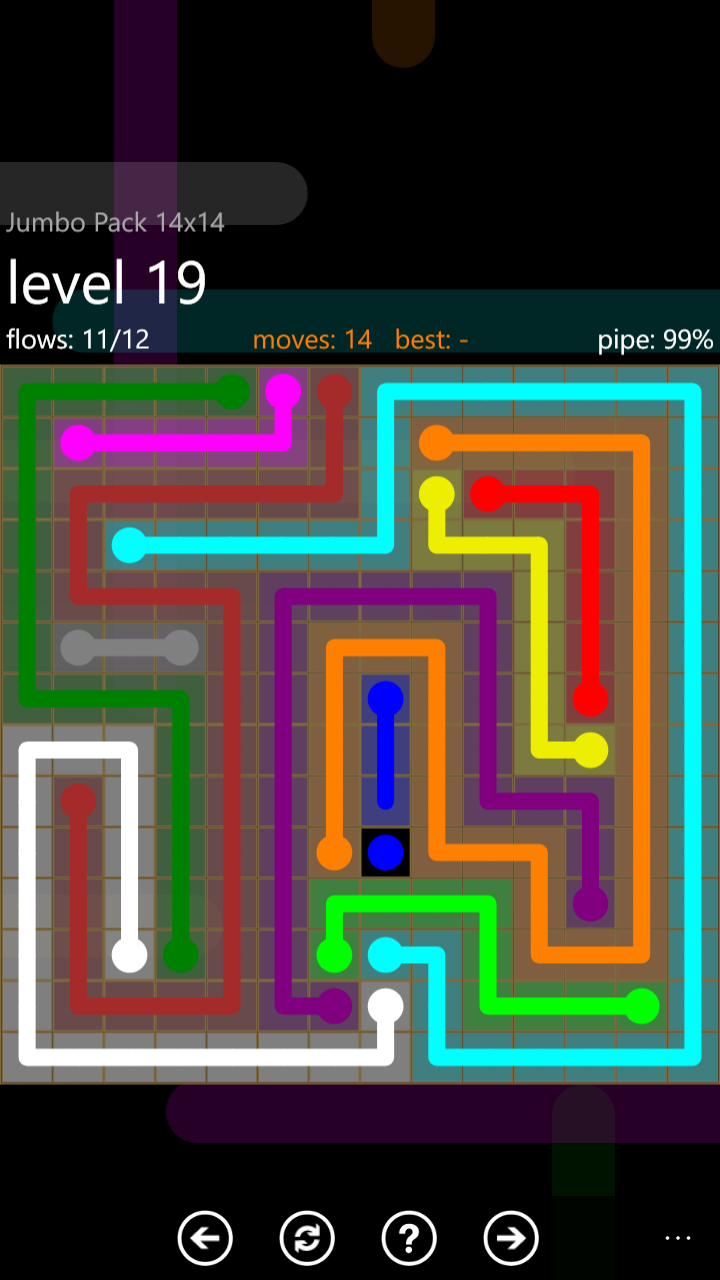 Jumbo Pack 14x14
level 19
flows: 11/12 moves: 14 best: - pipe: 99%
?
...